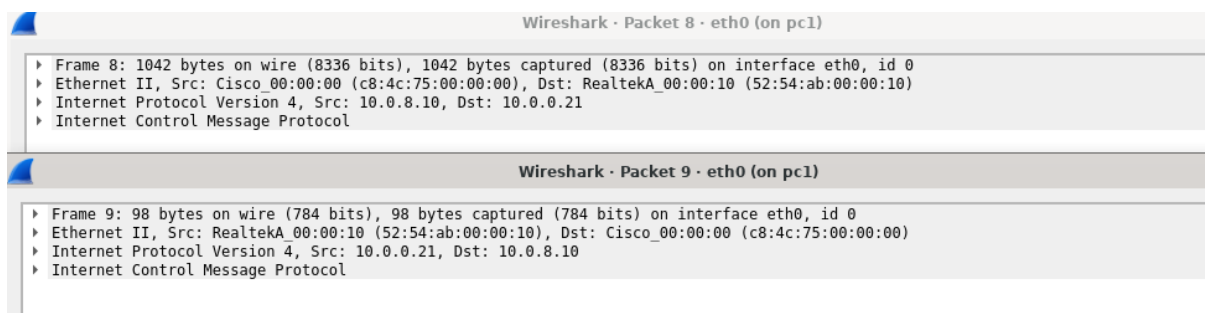 Wireshark · Packet 8 · eth0 (on pc1)
Frame 8: 1042 bytes on wire (8336 bits), 1042 bytes captured (8336 bits) on interface eth0, id 0
Ethernet II, Src: Cisco_00:00:00 (c8:4c:75:00:00:00), Dst: RealtekA_00:00:10 (52:54:ab:00:00:10)
Internet Protocol Version 4, Src: 10.0.8.10, Dst: 10.0.0.21
Internet Control Message Protocol
Wireshark · Packet 9 · eth0 (on pc1)
Frame 9: 98 bytes on wire (784 bits), 98 bytes captured (784 bits) on interface eth0, id 0
Ethernet II, Src: RealtekA_00:00:10 (52:54:ab:00:00:10), Dst: Cisco_00:00:00 (c8:4c:75:00:00:00)
Internet Protocol Version 4, Src: 10.0.0.21, Dst: 10.0.8.10
Internet Control Message Protocol